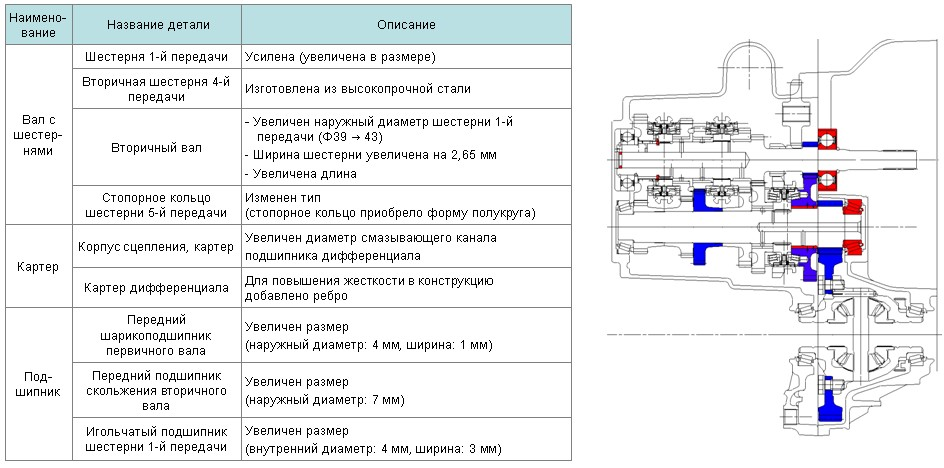 Наимено-
вание
Название детали
Описание
Вал с
шестер-
нями
Шестерня 1-й передачи
Усилена (увеличена в размере)
Вторичная шестерня 4-й
передачи
Изготовлена из высокопрочной стали
Вторичный вал
- Увеличен наружный диаметр шестерни 1-й
передачи (Ф39 → 43)
- Ширина шестерни увеличена на 2,65 мм
- Увеличена длина
Стопорное кольцо
шестерни 5-й передачи
Изменен тип
(стопорное кольцо приобрело форму полукруга)
Картер
Корпус сцепления, картер
Увеличен диаметр смазывающего канала
подшипника дифференциала
Картер дифференциала
Для повышения жесткости в конструкцию
добавлено ребро
Под-
шипник
Передний
шарикоподшипник
первичного вала
Увеличен размер
(наружный диаметр: 4 мм, ширина: 1 мм)
Передний подшипник
скольжения вторичного
вала
Увеличен размер
(наружный диаметр: 7 мм)
Игольчатый подшипник
шестерни 1-й передачи
Увеличен размер
(внутренний диаметр: 4 мм, ширина: 3 мм)